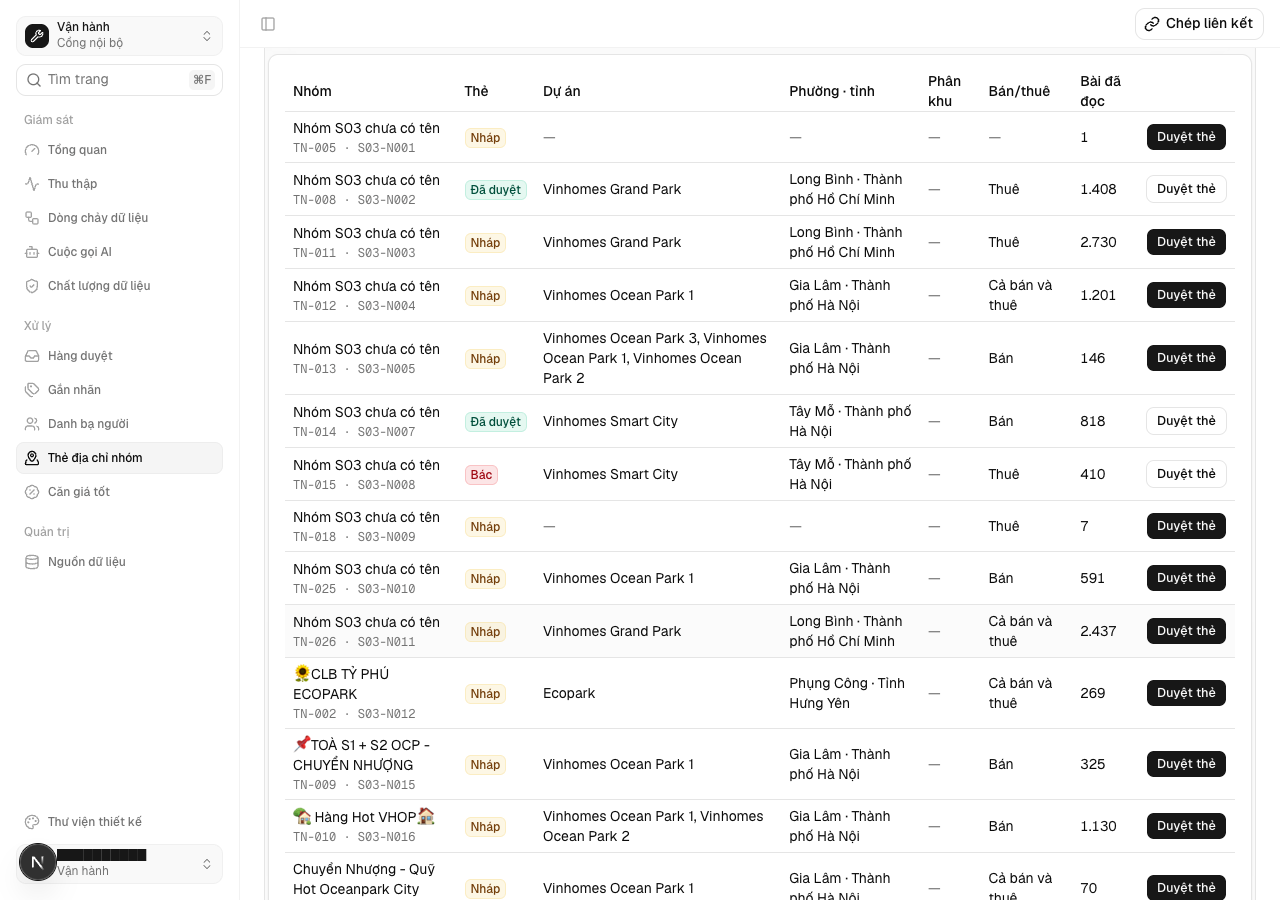 Vận hành
Cổng nội bộ
Chép liên kết
Tìm trang
⌘F
Giám sát
Tổng quan
Thu thập
Dòng chảy dữ liệu
Cuộc gọi AI
Chất lượng dữ liệu
Xử lý
Hàng duyệt
Gắn nhãn
Danh bạ người
Thẻ địa chỉ nhóm
Căn giá tốt
Quản trị
Nguồn dữ liệu
Thư viện thiết kế
N
Vận hành
Nhóm Thẻ Dự án Phường · tỉnh Phân khu Bán/thuê Bài đã đọc
Nhóm S03 chưa có tên
TN-005 · S03-N001
Nháp — — — — 1 Duyệt thẻ
Nhóm S03 chưa có tên
TN-008 · S03-N002
Đã duyệt Vinhomes Grand Park
Long Bình · Thành
phố Hồ Chí Minh
— Thuê 1.408 Duyệt thẻ
Nhóm S03 chưa có tên
TN-011 · S03-N003
Nháp Vinhomes Grand Park
Long Bình · Thành
phố Hồ Chí Minh
— Thuê 2.730 Duyệt thẻ
Nhóm S03 chưa có tên
TN-012 · S03-N004
Nháp Vinhomes Ocean Park 1
Gia Lâm · Thành
phố Hà Nội
— Cả bán và
thuê
1.201 Duyệt thẻ
Nhóm S03 chưa có tên
TN-013 · S03-N005
Nháp
Vinhomes Ocean Park 3, Vinhomes
Ocean Park 1, Vinhomes Ocean
Park 2
Gia Lâm · Thành
phố Hà Nội
— Bán 146 Duyệt thẻ
Nhóm S03 chưa có tên
TN-014 · S03-N007
Đã duyệt Vinhomes Smart City
Tây Mỗ · Thành phố
Hà Nội
— Bán 818 Duyệt thẻ
Nhóm S03 chưa có tên
TN-015 · S03-N008
Bác Vinhomes Smart City
Tây Mỗ · Thành phố
Hà Nội
— Thuê 410 Duyệt thẻ
Nhóm S03 chưa có tên
TN-018 · S03-N009
Nháp — — — Thuê 7 Duyệt thẻ
Nhóm S03 chưa có tên
TN-025 · S03-N010
Nháp Vinhomes Ocean Park 1
Gia Lâm · Thành
phố Hà Nội
— Bán 591 Duyệt thẻ
Nhóm S03 chưa có tên
TN-026 · S03-N011
Nháp Vinhomes Grand Park
Long Bình · Thành
phố Hồ Chí Minh
— Cả bán và
thuê
2.437 Duyệt thẻ
🌻CLB TỶ PHÚ
ECOPARK
TN-002 · S03-N012
Nháp Ecopark
Phụng Công · Tỉnh
Hưng Yên
— Cả bán và
thuê
269 Duyệt thẻ
📌TOÀ S1 + S2 OCP -
CHUYỂN NHƯỢNG
TN-009 · S03-N015
Nháp Vinhomes Ocean Park 1
Gia Lâm · Thành
phố Hà Nội
— Bán 325 Duyệt thẻ
🏡 Hàng Hot VHOP🏠
TN-010 · S03-N016
Nháp
Vinhomes Ocean Park 1, Vinhomes
Ocean Park 2
Gia Lâm · Thành
phố Hà Nội
— Bán 1.130 Duyệt thẻ
Chuyển Nhượng - Quỹ
Hot Oceanpark City
Nháp Vinhomes Ocean Park 1
Gia Lâm · Thành
phố Hà Nội
— Cả bán và
thuê
70 Duyệt thẻ